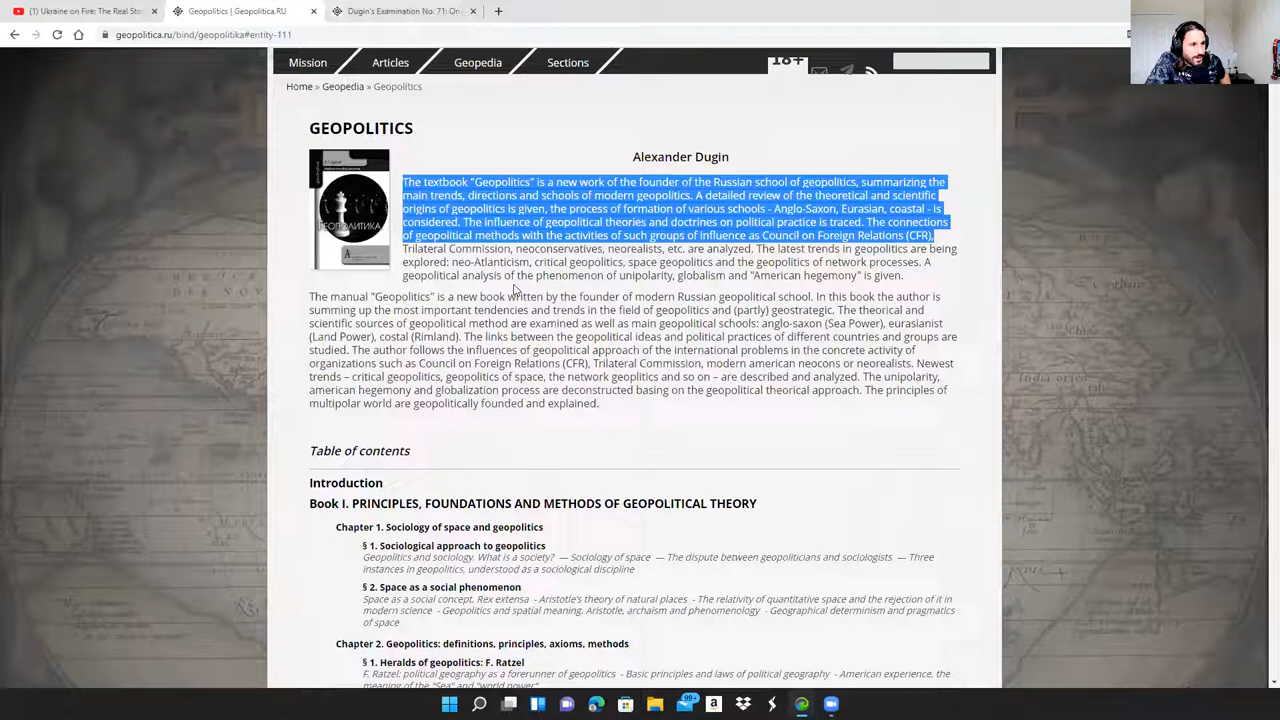 (1) Ukraine on Fire: The Real Sto
Geopolitics | Geopolitica.RU
Dugin's Examination No. 71: On
geopolitica.ru/bind/geopolitika#entity-111
Mission
Articles
Geopedia
Sections
18+
Home » Geopedia » Geopolitics
GEOPOLITICS
Alexander Dugin
ГЕОПОЛИТИКА
The textbook "Geopolitics" is a new work of the founder of the Russian school of geopolitics, summarizing the
main trends, directions and schools of modern geopolitics. A detailed review of the theoretical and scientific
origins of geopolitics is given, the process of formation of various schools - Anglo-Saxon, Eurasian, coastal - is
considered. The influence of geopolitical theories and doctrines on political practice is traced. The connections
of geopolitical methods with the activities of such groups of influence as Council on Foreign Relations (CFR),
Trilateral Commission, neoconservatives, neorealists, etc. are analyzed. The latest trends in geopolitics are being
explored: neo-Atlanticism, critical geopolitics, space geopolitics and the geopolitics of network processes. A
geopolitical analysis of the phenomenon of unipolarity, globalism and "American hegemony" is given.
The manual "Geopolitics" is a new book written by the founder of modern Russian geopolitical school. In this book the author is
summing up the most important tendencies and trends in the field of geopolitics and (partly) geostrategic. The theorical and
scientific sources of geopolitical method are examined as well as main geopolitical schools: anglo-saxon (Sea Power), eurasianist
(Land Power), costal (Rimland). The links between the geopolitical ideas and political practices of different countries and groups are
studied. The author follows the influences of geopolitical approach of the international problems in the concrete activity of
organizations such as Council on Foreign Relations (CFR), Trilateral Commission, modern american neocons or neorealists. Newest
trends – critical geopolitics, geopolitics of space, the network geoplitics and so on – are described and analyzed. The unipolarity,
american hegemony and globalization process are deconstructed basing on the geopolitical theorical approach. The principles of
multipolar world are geopolitically founded and explained.
Table of contents
Introduction
Book I. PRINCIPLES, FOUNDATIONS AND METHODS OF GEOPOLITICAL THEORY
Chapter 1. Sociology of space and geopolitics
§ 1. Sociological approach to geopolitics
Geopolitics and sociology. What is a society? — Sociology of space — The dispute between geopoliticians and sociologists — Three
instances in geopolitics, understood as a sociological discipline
§ 2. Space as a social phenomenon
Space as a social concept. Rex extensa - Aristotle's theory of natural places - The relativity of quantitative space and the rejection of it in
modern science - Geopolitics and spatial meaning. Aristotle, archaism and phenomenology - Geographical determinism and pragmatics
of space
Chapter 2. Geopolitics: definitions, principles, axioms, methods
§ 1. Heralds of geopolitics: F. Ratzel
F. Ratzel: political geography as a forerunner of geopolitics - Basic principles and laws of political geography - American experience, the
meaning of the "Sea" and "world power"
99+